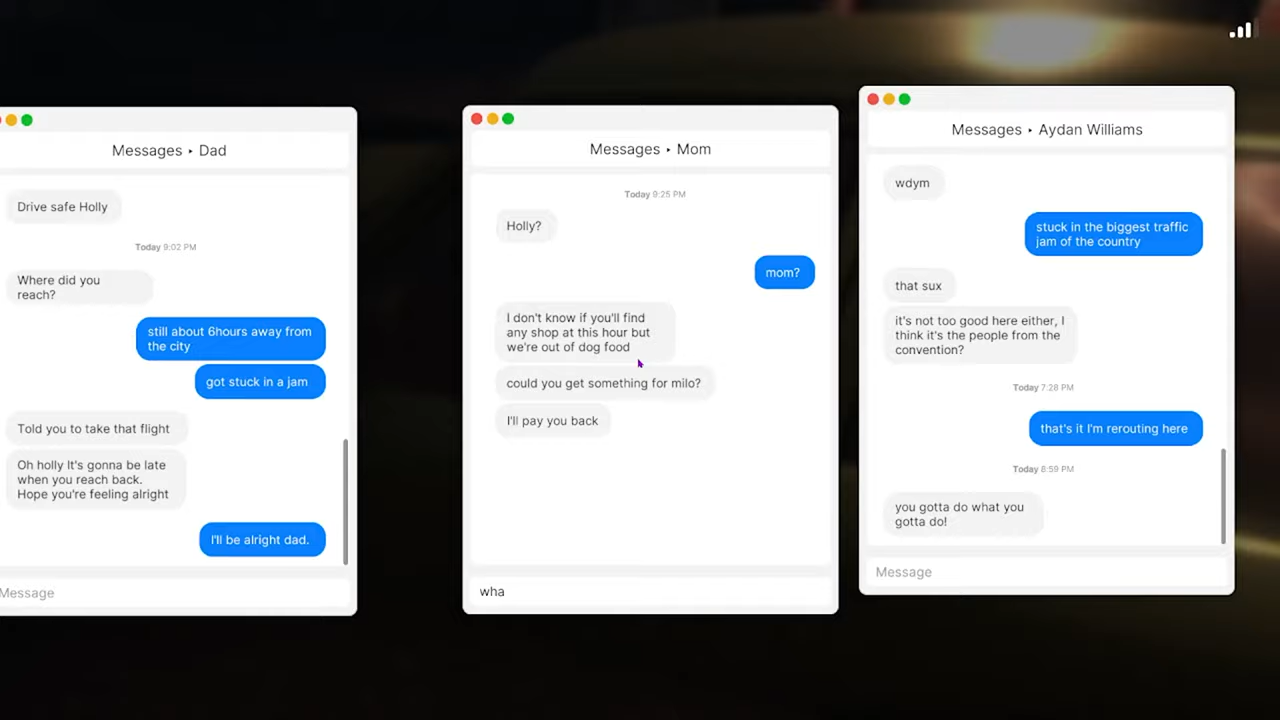 Messages ‣ Dad
Drive safe Holly
Today 9:02 PM
Where did you
reach?
still about 6hours away from
the city
got stuck in a jam
Told you to take that flight
Oh holly It's gonna be late
when you reach back.
Hope you're feeling alright
I'll be alright dad.
Message
Messages ‣ Mom
Today 9:25 PM
Holly?
mom?
I don't know if you'll find
any shop at this hour but
we're out of dog food
could you get something for milo?
I'll pay you back
wha
Messages ‣ Aydan Williams
wdym
stuck in the biggest traffic
jam of the country
that sux
it's not too good here either, I
think it's the people from the
convention?
Today 7:28 PM
that's it I'm rerouting here
Today 8:59 PM
you gotta do what you
gotta do!
Message